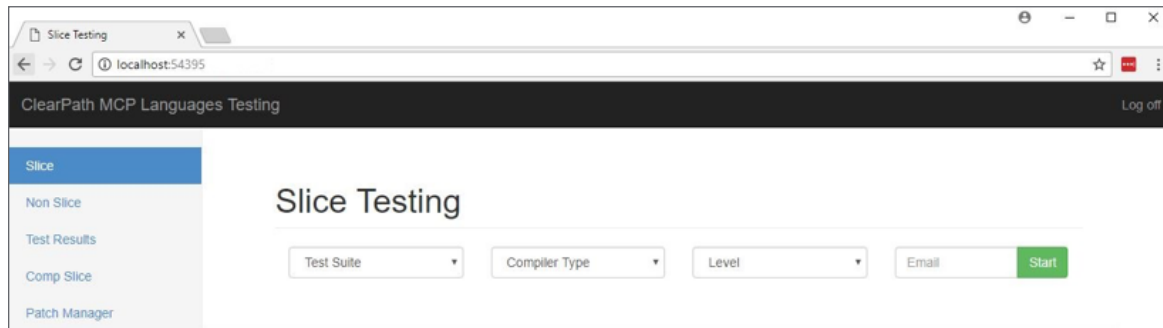 Slice Testing
localhost:54395
ClearPath MCP Languages Testing
Log off
Slice
Non Slice
Test Results
Comp Slice
Patch Manager
Slice Testing
Test Suite
Compiler Type
Level
Email
Start